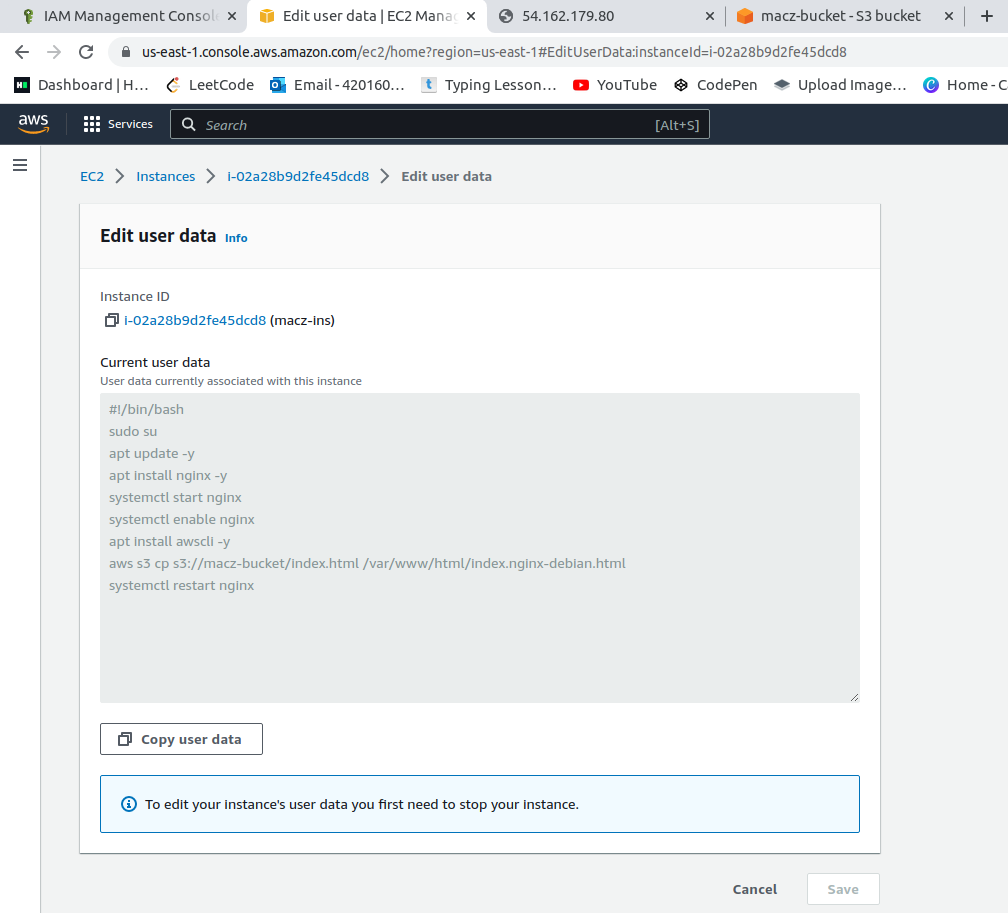 IAM Management Consol
Edit user data | EC2 Mana
54.162.179.80
macz-bucket - S3 bucket
us-east-1.console.aws.amazon.com/ec2/home?region=us-east-1#EditUserData:instanceId=i-02a28b9d2fe45dcd8
Dashboard | H...
LeetCode
Email - 420160...
Typing Lesson...
YouTube
CodePen
Upload Image...
Home - C
aws
Services
Search
[Alt+S]
EC2
Instances
i-02a28b9d2fe45dcd8
Edit user data
Edit user data Info
Instance ID
i-02a28b9d2fe45dcd8 (macz-ins)
Current user data
User data currently associated with this instance
#!/bin/bash
sudo su
apt update -y
apt install nginx -y
systemctl start nginx
systemctl enable nginx
apt install awscli -y
aws s3 cp s3://macz-bucket/index.html /var/www/html/index.nginx-debian.html
systemctl restart nginx
Copy user data
To edit your instance's user data you first need to stop your instance.
Cancel
Save